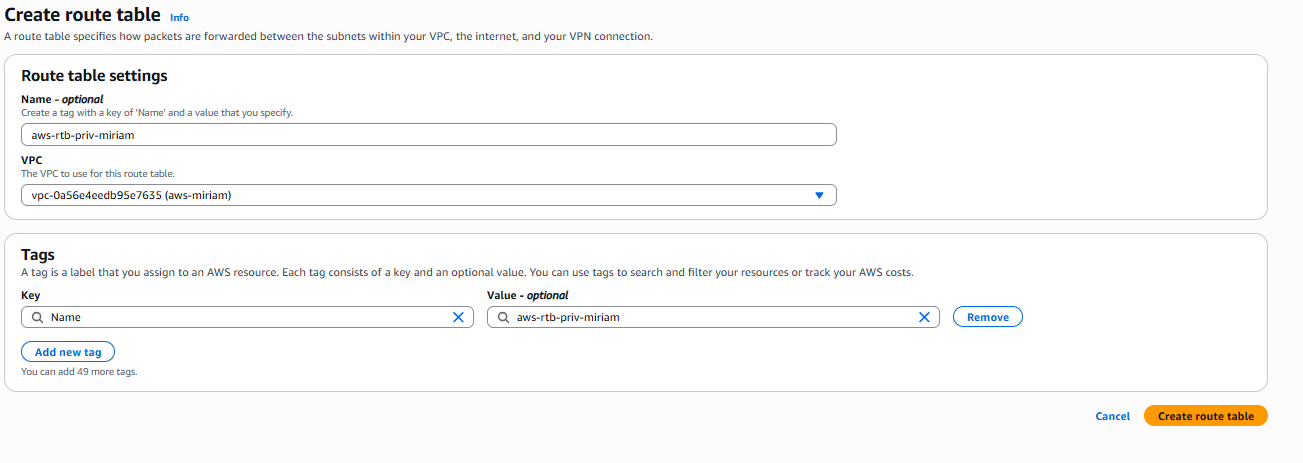 Create route table Info
A route table specifies how packets are forwarded between the subnets within your VPC, the internet, and your VPN connection.
Route table settings
Name - optional
Create a tag with a key of 'Name' and a value that you specify.
aws-rtb-priv-miriam
VPC
The VPC to use for this route table.
vpc-0a56e4eedb95e7635 (aws-miriam)
Tags
A tag is a label that you assign to an AWS resource. Each tag consists of a key and an optional value. You can use tags to search and filter your resources or track your AWS costs.
Key Value - optional
Name aws-rtb-priv-miriam Remove
Add new tag
You can add 49 more tags.
Cancel Create route table